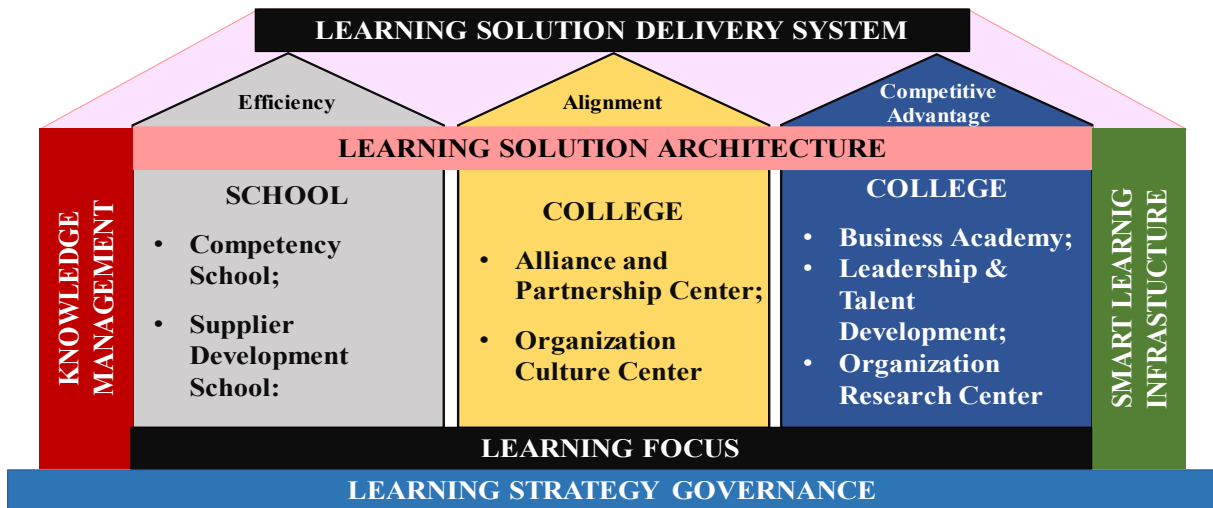 LEARNING SOLUTION DELIVERY SYSTEM
Efficiency
Alignment
Competitive
Advantage
LEARNING SOLUTION ARCHITECTURE
KNOWLEDGE
MANAGEMENT
SCHOOL
• Competency
School;
• Supplier
Development
School:
COLLEGE
• Alliance and
Partnership Center;
• Organization
Culture Center
COLLEGE
• Business Academy;
• Leadership &
Talent
Development;
• Organization
Research Center
SMART LEARNIG
INFRASTUCTURE
LEARNING FOCUS
LEARNING STRATEGY GOVERNANCE